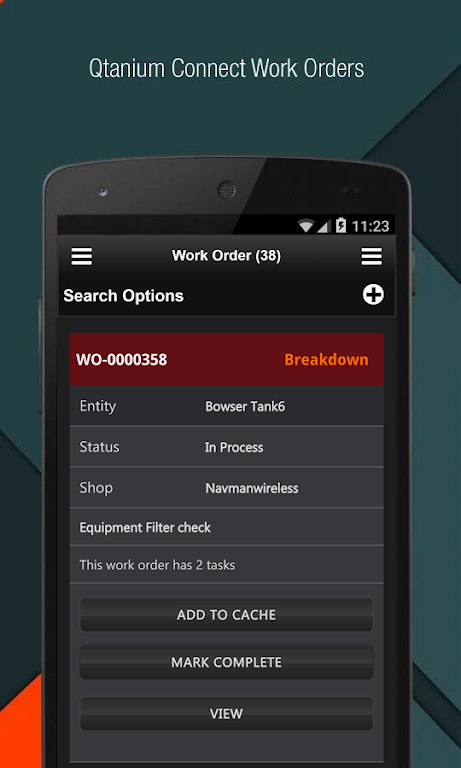 Qtanium Connect Work Orders
11:23
Work Order (38)
Search Options
WO-0000358 Breakdown
Entity Bowser Tank6
Status In Process
Shop Navmanwireless
Equipment Filter check
This work order has 2 tasks
ADD TO CACHE
MARK COMPLETE
VIEW